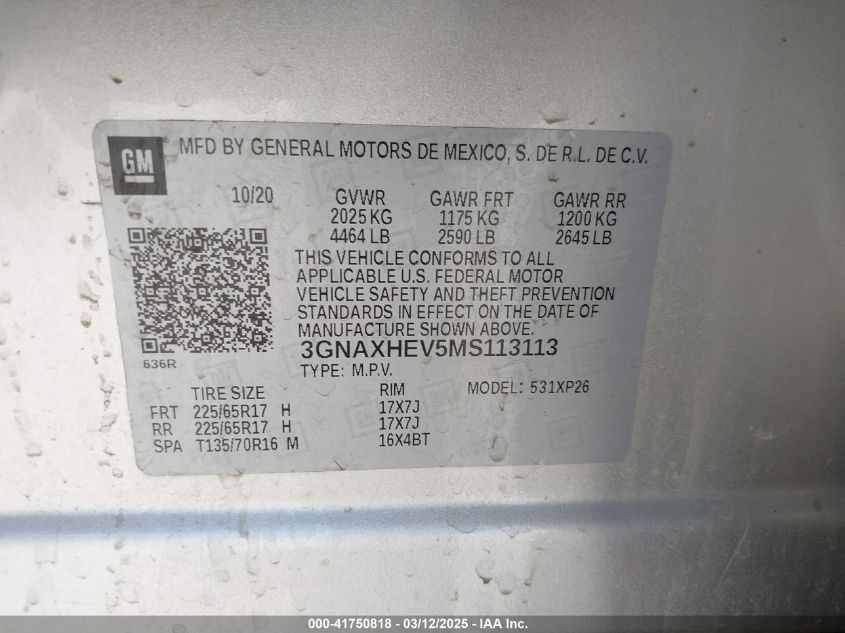 GM
MFD BY GENERAL MOTORS DE MEXICO, S. DE R.L. DE C.V.
10/20 GVWR GAWR FRT GAWR RR
2025 KG 1175 KG 1200 KG
4464 LB 2590 LB 2645 LB
THIS VEHICLE CONFORMS TO ALL
APPLICABLE U.S. FEDERAL MOTOR
VEHICLE SAFETY AND THEFT PREVENTION
STANDARDS IN EFFECT ON THE DATE OF
MANUFACTURE SHOWN ABOVE.
636R
3GNAXHEV5MS113113
TYPE: M.P.V.
TIRE SIZE RIM MODEL: 531XP26
FRT 225/65R17 H 17X7J
RR 225/65R17 H 17X7J
SPA T135/70R16 M 16X4BT
000-41750818 - 03/12/2025 - IAA Inc.